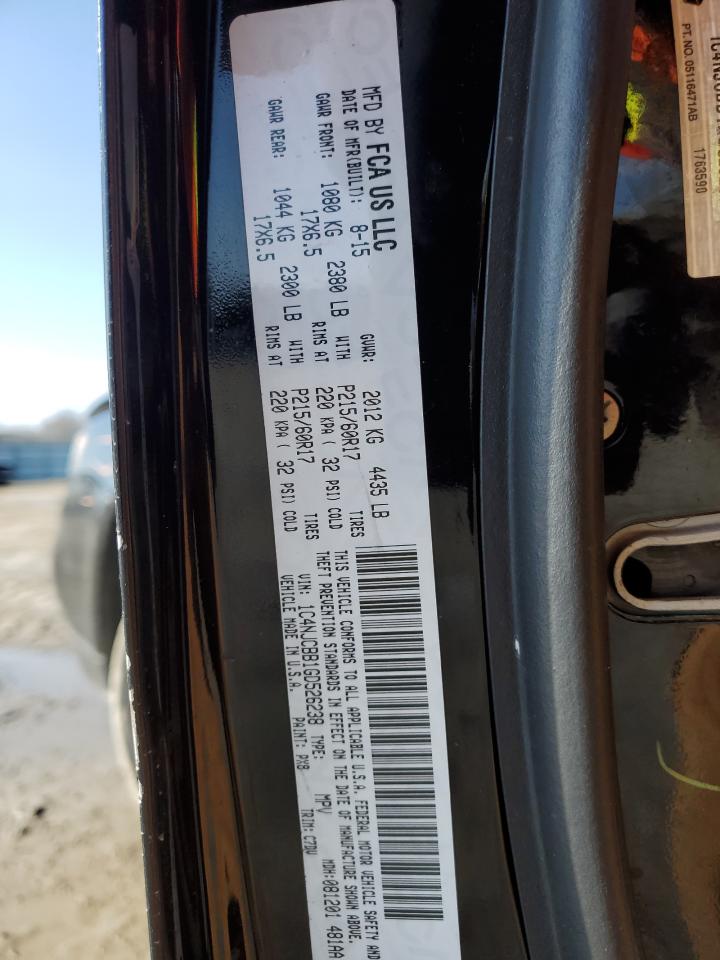 MFD BY FCA US LLC
DATE OF MFR(BUILT): 8-15 GVWR: 2012 KG 4435 LB
GAWR FRONT: 1080 KG 2380 LB WITH P215/60R17 TIRES
17X6.5 RIMS AT 220 KPA( 32 PSI) COLD
GAWR REAR: 1044 KG 2300 LB WITH P215/60R17 TIRES
17X6.5 RIMS AT 220 KPA( 32 PSI) COLD
THIS VEHICLE CONFORMS TO ALL APPLICABLE U.S.A. FEDERAL MOTOR VEHICLE SAFETY AND
THEFT PREVENTION STANDARDS IN EFFECT ON THE DATE OF MANUFACTURE SHOWN ABOVE.
VIN: 1C4NJCBB1GD526238 TYPE: MPV MDH:081201 481AA
VEHICLE MADE IN U.S.A. PAINT: PX8 TRIM: C7DV
PT. NO. 05116471AB 1763590